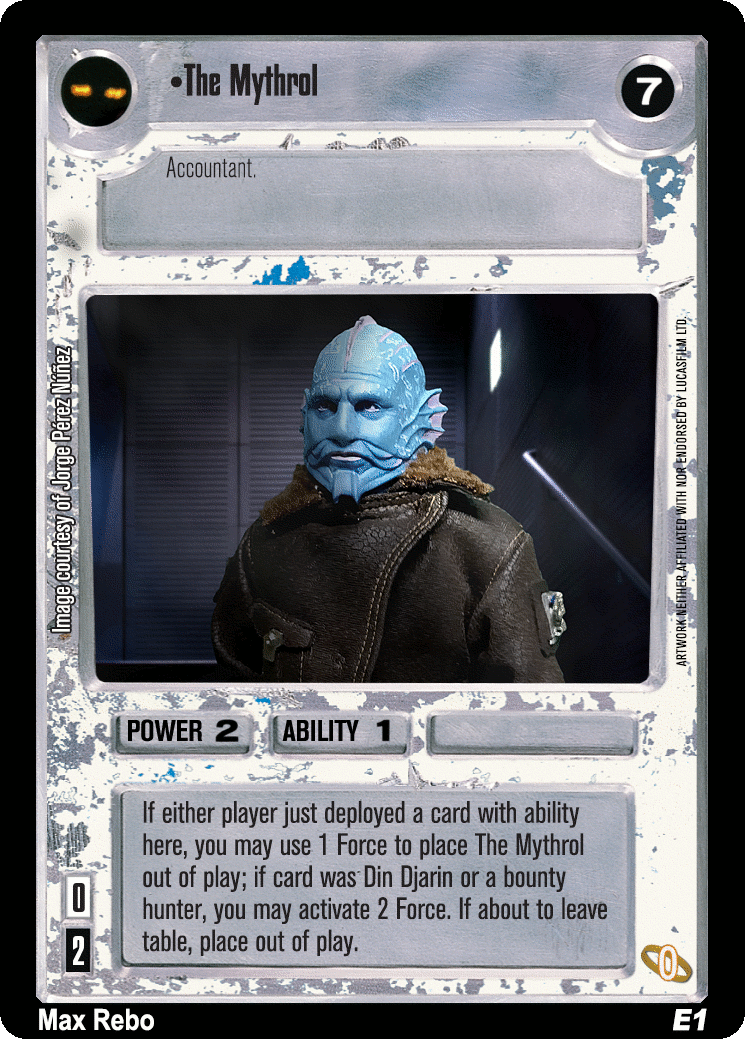 •The Mythrol
7
Accountant.
Image courtesy of Jorge Pérez Núñez
ARTWORK NEITHER AFFILIATED WITH NOR ENDORSED BY LUCASFILM LTD.
POWER 2
ABILITY 1
If either player just deployed a card with ability
here, you may use 1 Force to place The Mythrol
out of play; if card was Din Djarin or a bounty
hunter, you may activate 2 Force. If about to leave
table, place out of play.
0
2
0
Max Rebo
E1